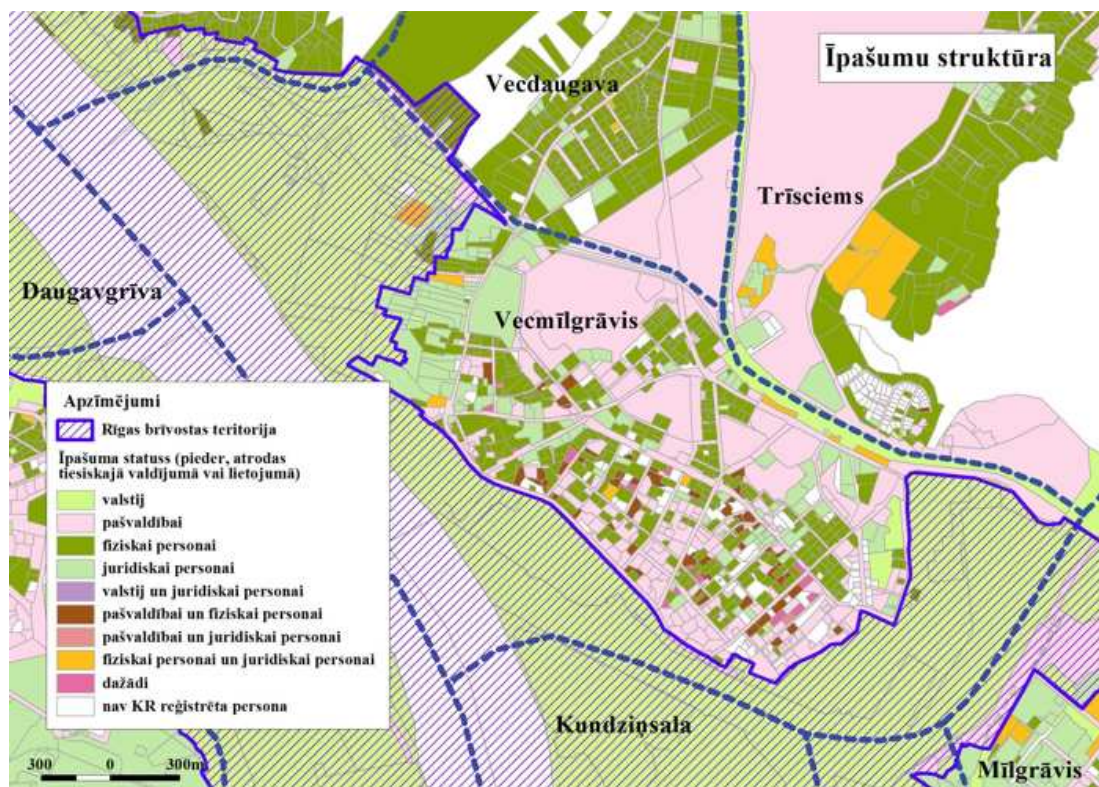 Īpašumu struktūra
Vecdaugava
Trīsciems
Daugavgrīva
Vecmīlgrāvis
Apzīmējumi
Rīgas brīvostas teritorija
Īpašuma statuss (pieder, atrodas
tiesiskajā valdījumā vai lietojumā)
valstij
pašvaldībai
fiziskai personai
juridiskai personai
valstij un juridiskai personai
pašvaldībai un fiziskai personai
pašvaldībai un juridiskai personai
fiziskai personai un juridiskai personai
dažādi
nav KR reģistrēta persona
Kundziņsala
Mīlgrāvis
300 0 300m